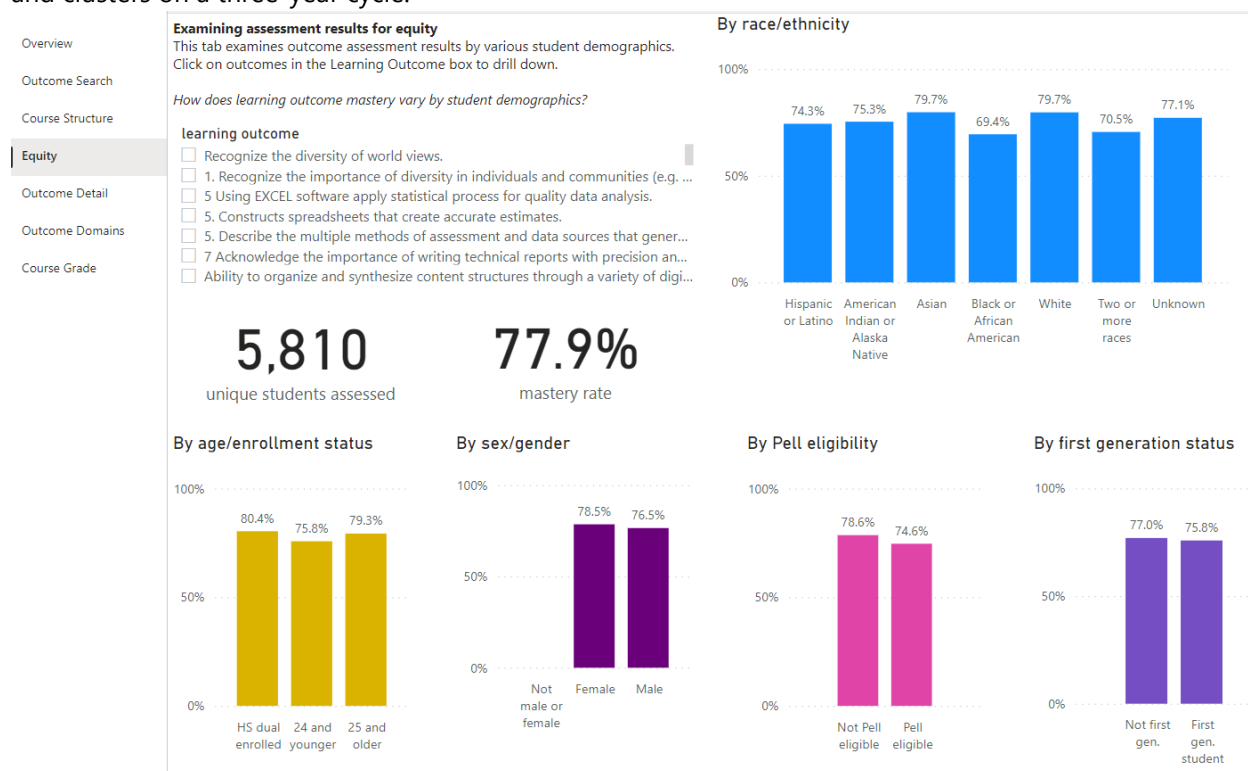 and clusters on a three-year cycle.
Overview
Outcome Search
Course Structure
Equity
Outcome Detail
Outcome Domains
Course Grade
Examining assessment results for equity
This tab examines outcome assessment results by various student demographics.
Click on outcomes in the Learning Outcome box to drill down.
How does learning outcome mastery vary by student demographics?
learning outcome
Recognize the diversity of world views.
1. Recognize the importance of diversity in individuals and communities (e.g. ...
5 Using EXCEL software apply statistical process for quality data analysis.
5. Constructs spreadsheets that create accurate estimates.
5. Describe the multiple methods of assessment and data sources that gener...
7 Acknowledge the importance of writing technical reports with precision an...
Ability to organize and synthesize content structures through a variety of digi...
5,810
unique students assessed
77.9%
mastery rate
By race/ethnicity
100%
50%
0%
74.3%
75.3%
79.7%
69.4%
79.7%
70.5%
77.1%
Hispanic
or Latino
American
Indian or
Alaska
Native
Asian
Black or
African
American
White
Two or
more
races
Unknown
By age/enrollment status
100%
50%
0%
80.4%
75.8%
79.3%
HS dual
enrolled
24 and
younger
25 and
older
By sex/gender
100%
50%
0%
78.5%
76.5%
Not
male or
female
Female
Male
By Pell eligibility
100%
50%
0%
78.6%
74.6%
Not Pell
eligible
Pell
eligible
By first generation status
100%
50%
0%
77.0%
75.8%
Not first
gen.
First
gen.
student